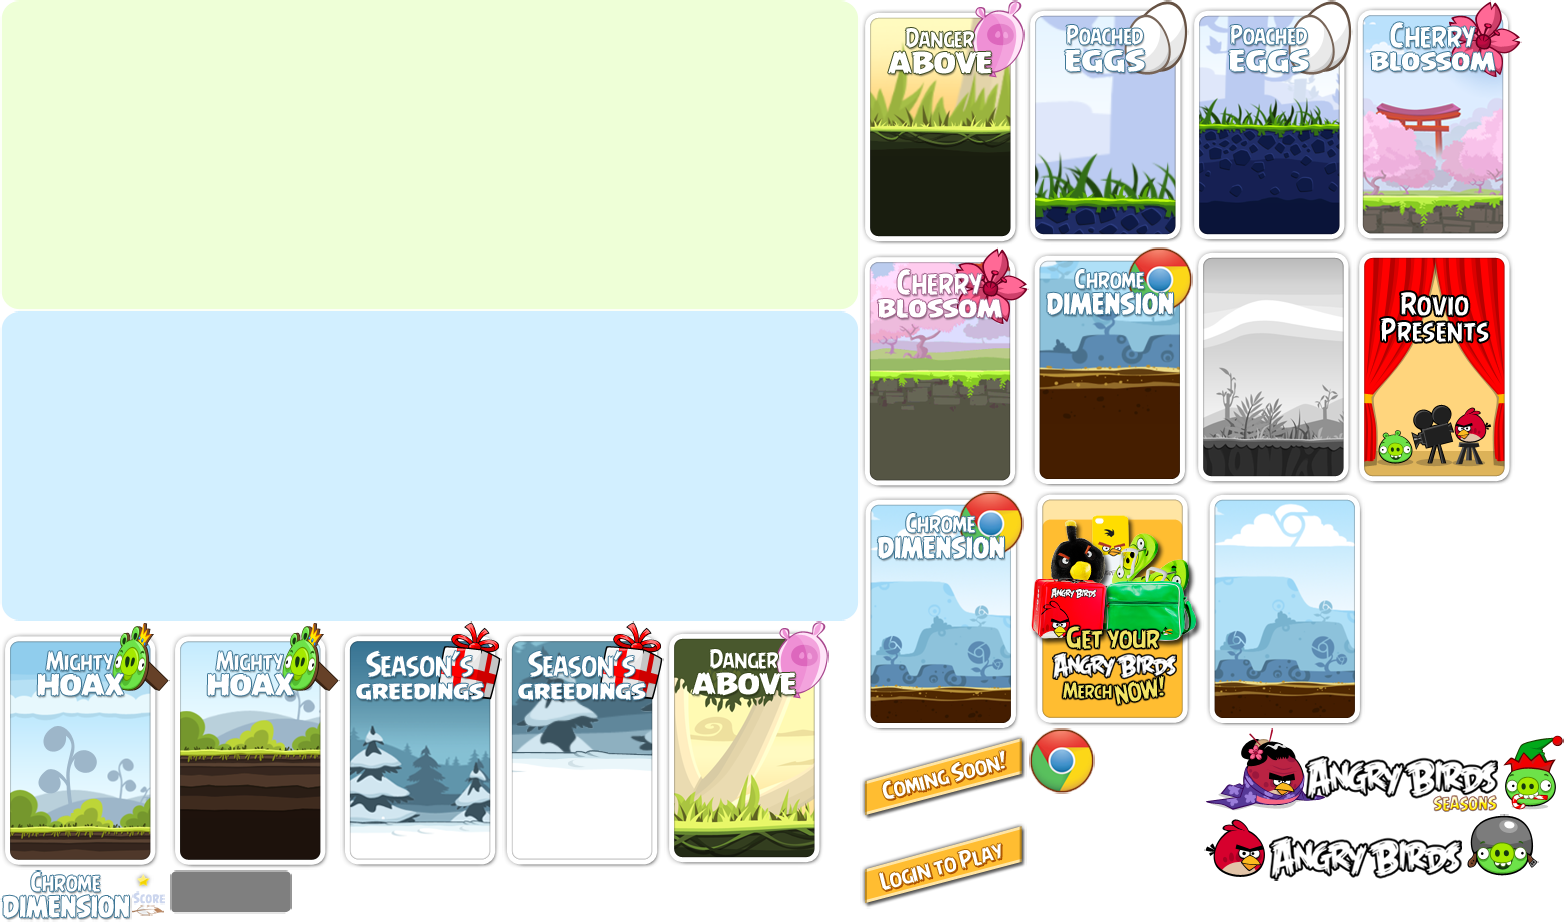 DANGER
ABOVE
POACHED
EGGS
POACHED
EGGS
CHERRY
BLOSSOM
CHERRY
BLOSSOM
CHROME
DIMENSION
ROVIO
PRESENTS
CHROME
DIMENSION
ANGRY BIRDS
GET YOUR
ANGRY BIRDS
MERCH NOW!
MIGHTY
HOAX
MIGHTY
HOAX
SEASON'S
GREEDINGS
SEASON'S
GREEDINGS
DANGER
ABOVE
COMING SOON!
ANGRY BIRDS
SEASONS
LOGIN TO PLAY
ANGRY BIRDS
CHROME
DIMENSION
SCORE